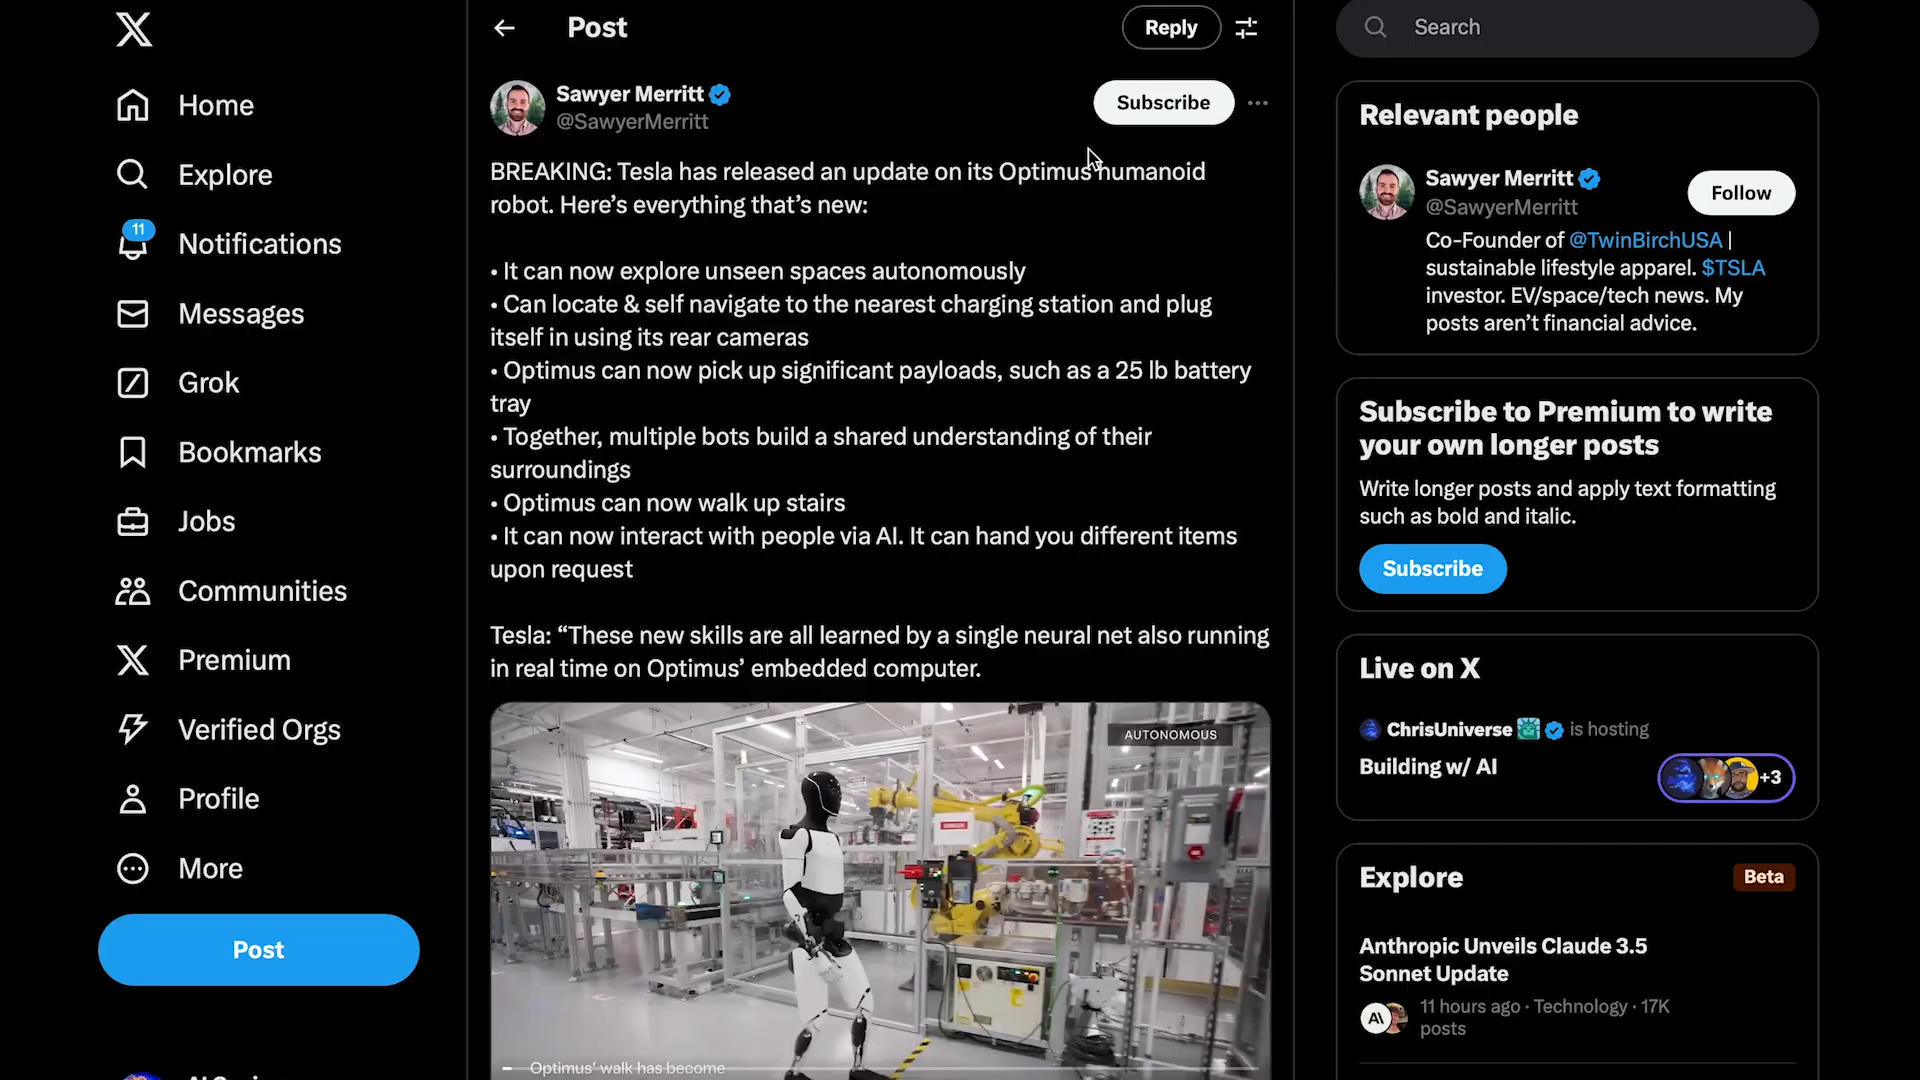 Home
Explore
11
Notifications
Messages
Grok
Bookmarks
Jobs
Communities
Premium
Verified Orgs
Profile
More
Post
Post
Reply
Sawyer Merritt
@SawyerMerritt
Subscribe
BREAKING: Tesla has released an update on its Optimus humanoid
robot. Here’s everything that’s new:
• It can now explore unseen spaces autonomously
• Can locate & self navigate to the nearest charging station and plug
itself in using its rear cameras
• Optimus can now pick up significant payloads, such as a 25 lb battery
tray
• Together, multiple bots build a shared understanding of their
surroundings
• Optimus can now walk up stairs
• It can now interact with people via AI. It can hand you different items
upon request
Tesla: “These new skills are all learned by a single neural net also running
in real time on Optimus’ embedded computer.
AUTONOMOUS
Optimus’ walk has become
Search
Relevant people
Sawyer Merritt
@SawyerMerritt
Follow
Co-Founder of @TwinBirchUSA |
sustainable lifestyle apparel. $TSLA
investor. EV/space/tech news. My
posts aren’t financial advice.
Subscribe to Premium to write
your own longer posts
Write longer posts and apply text formatting
such as bold and italic.
Subscribe
Live on X
ChrisUniverse is hosting
Building w/ AI
+3
Explore
Beta
Anthropic Unveils Claude 3.5
Sonnet Update
11 hours ago · Technology · 17K
posts